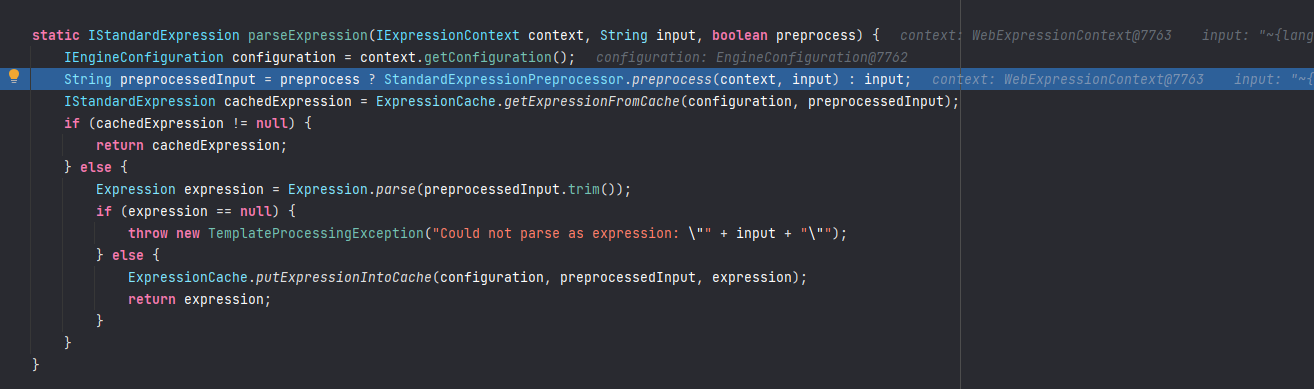 static IStandardExpression parseExpression(IExpressionContext context, String input, boolean preprocess) {   context: WebExpressionContext@7763    input: "~{lang
    IEngineConfiguration configuration = context.getConfiguration();   configuration: EngineConfiguration@7762
    String preprocessedInput = preprocess ? StandardExpressionPreprocessor.preprocess(context, input) : input;   context: WebExpressionContext@7763    input: "~{
    IStandardExpression cachedExpression = ExpressionCache.getExpressionFromCache(configuration, preprocessedInput);
    if (cachedExpression != null) {
        return cachedExpression;
    } else {
        Expression expression = Expression.parse(preprocessedInput.trim());
        if (expression == null) {
            throw new TemplateProcessingException("Could not parse as expression: \"" + input + "\"");
        } else {
            ExpressionCache.putExpressionIntoCache(configuration, preprocessedInput, expression);
            return expression;
        }
    }
}